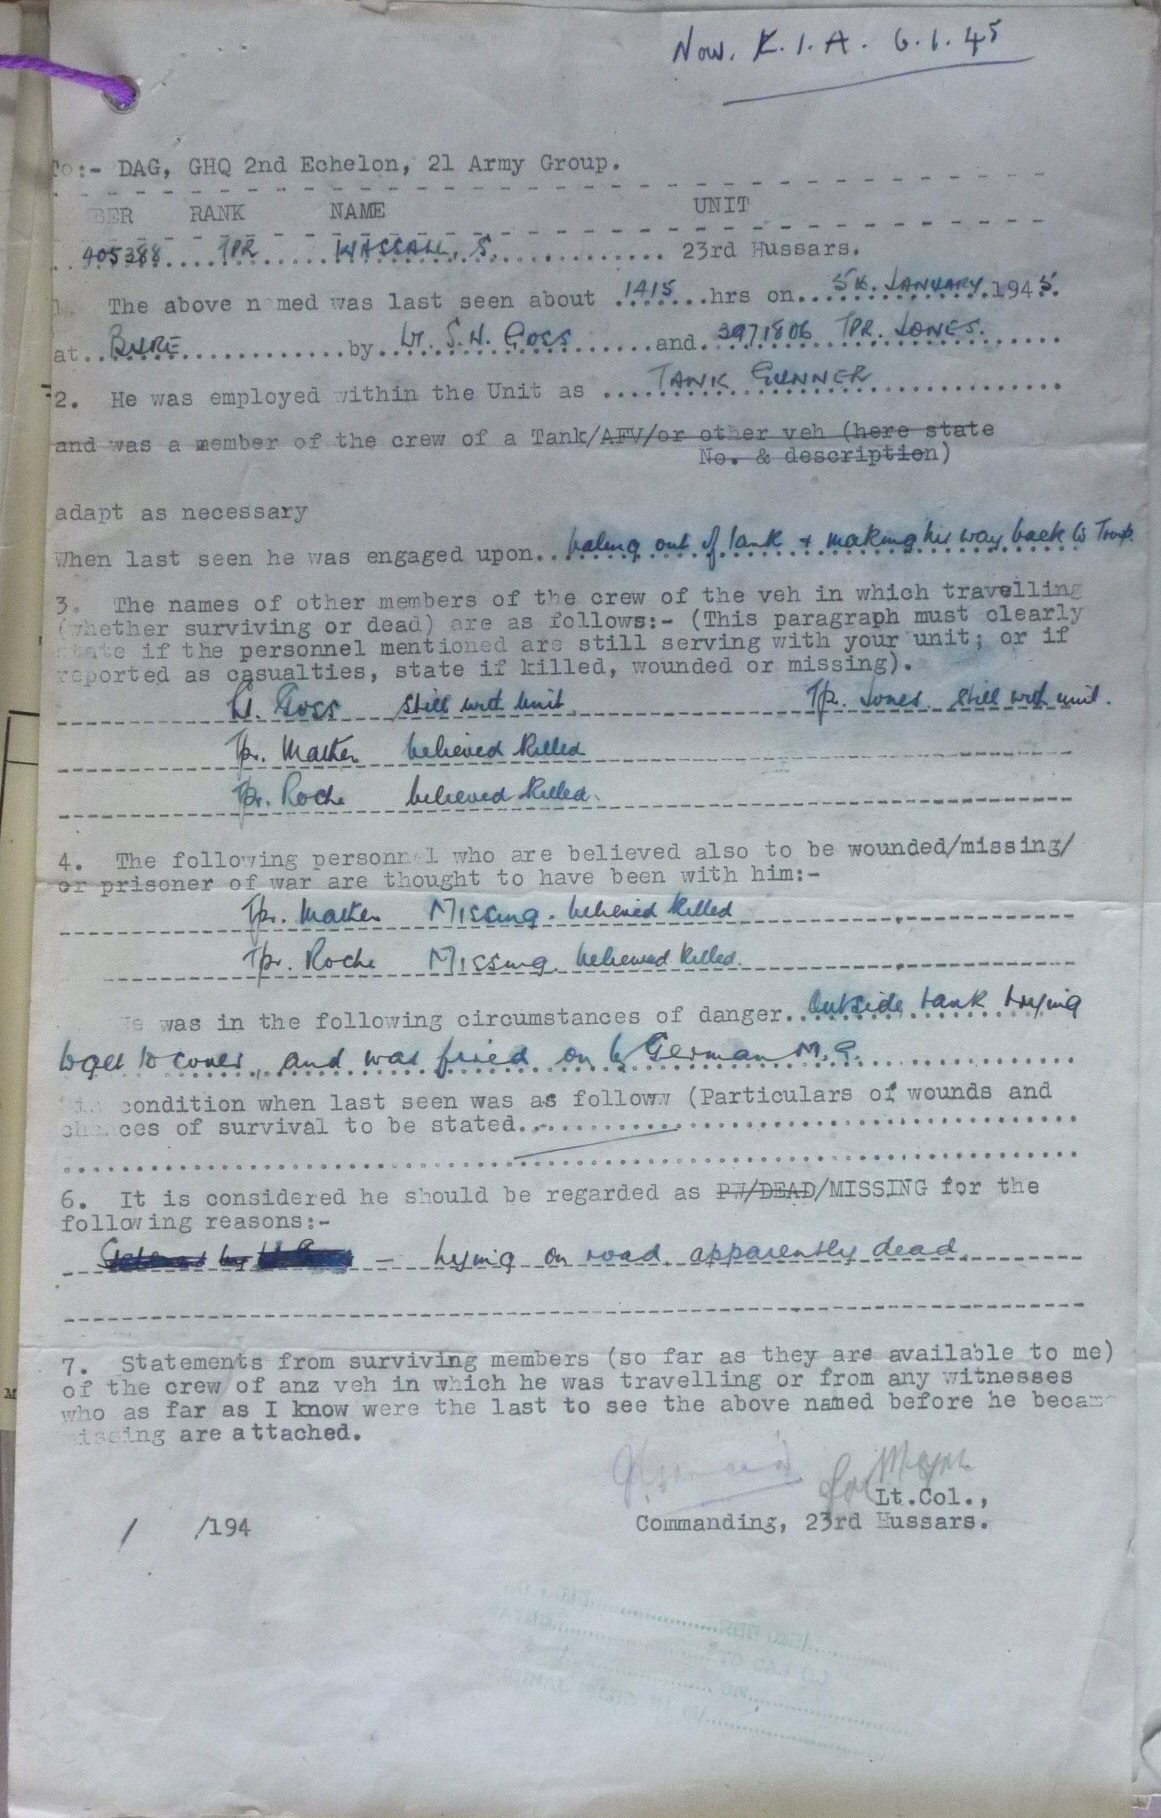 Now. K.I.A. 6.1.45
To:- DAG, GHQ 2nd Echelon, 21 Army Group.
BER RANK NAME UNIT
405388 TPR WASSALL, S. 23rd Hussars.
1. The above named was last seen about 1415 hrs on 5th JANUARY 1945.
at BURE by Lt. S.H. Goss and 3971806 TPR. JONES.
2. He was employed within the Unit as TANK GUNNER
and was a member of the crew of a Tank/AFV/or other veh (here state
No. & description)
adapt as necessary
When last seen he was engaged upon baling out of tank & making his way back to Troop.
3. The names of other members of the crew of the veh in which travelling
(whether surviving or dead) are as follows:- (This paragraph must clearly
state if the personnel mentioned are still serving with your unit; or if
reported as casualties, state if killed, wounded or missing).
Lt. Goss still with Unit. Tpr. Jones. still with unit.
Tpr. believed killed
Tpr. Roche believed killed.
4. The following personnel who are believed also to be wounded/missing/
or prisoner of war are thought to have been with him:-
Tpr. Missing. believed killed
Tpr. Roche Missing. believed killed.
He was in the following circumstances of danger. Outside tank trying
to get to cover, and was fired on by German M.G.
his condition when last seen was as followw (Particulars of wounds and
chances of survival to be stated.
6. It is considered he should be regarded as PW/DEAD/MISSING for the
following reasons:-
— lying on road apparently dead.
7. Statements from surviving members (so far as they are available to me)
of the crew of anz veh in which he was travelling or from any witnesses
who as far as I know were the last to see the above named before he became
missing are attached.
for Major
Lt.Col.,
/ /194 Commanding, 23rd Hussars.